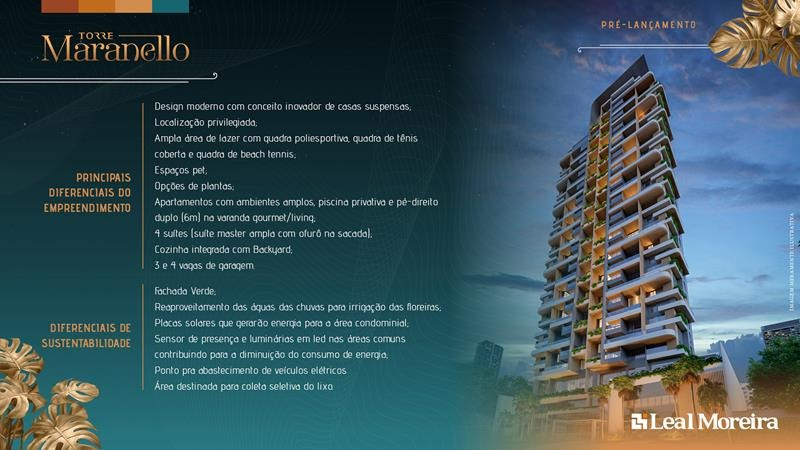 TORRE
Maranello
PRÉ-LANÇAMENTO
PRINCIPAIS
DIFERENCIAIS DO
EMPREENDIMENTO
Design moderno com conceito inovador de casas suspensas;
Localização privilegiada;
Ampla área de lazer com quadra poliesportiva, quadra de tênis
coberta e quadra de beach tennis;
Espaços pet;
Opções de plantas;
Apartamentos com ambientes amplos, piscina privativa e pé-direito
duplo (6m) na varanda gourmet/living;
4 suítes (suíte master ampla com ofurô na sacada);
Cozinha integrada com Backyard;
3 e 4 vagas de garagem.
DIFERENCIAIS DE
SUSTENTABILIDADE
Fachada Verde;
Reaproveitamento das águas das chuvas para irrigação das floreiras;
Placas solares que gerarão energia para a área condominial;
Sensor de presença e luminárias em led nas áreas comuns
contribuindo para a diminuição do consumo de energia;
Ponto pra abastecimento de veículos elétricos
Área destinada para coleta seletiva do lixo.
IMAGEM MERAMENTE ILUSTRATIVA
Leal Moreira